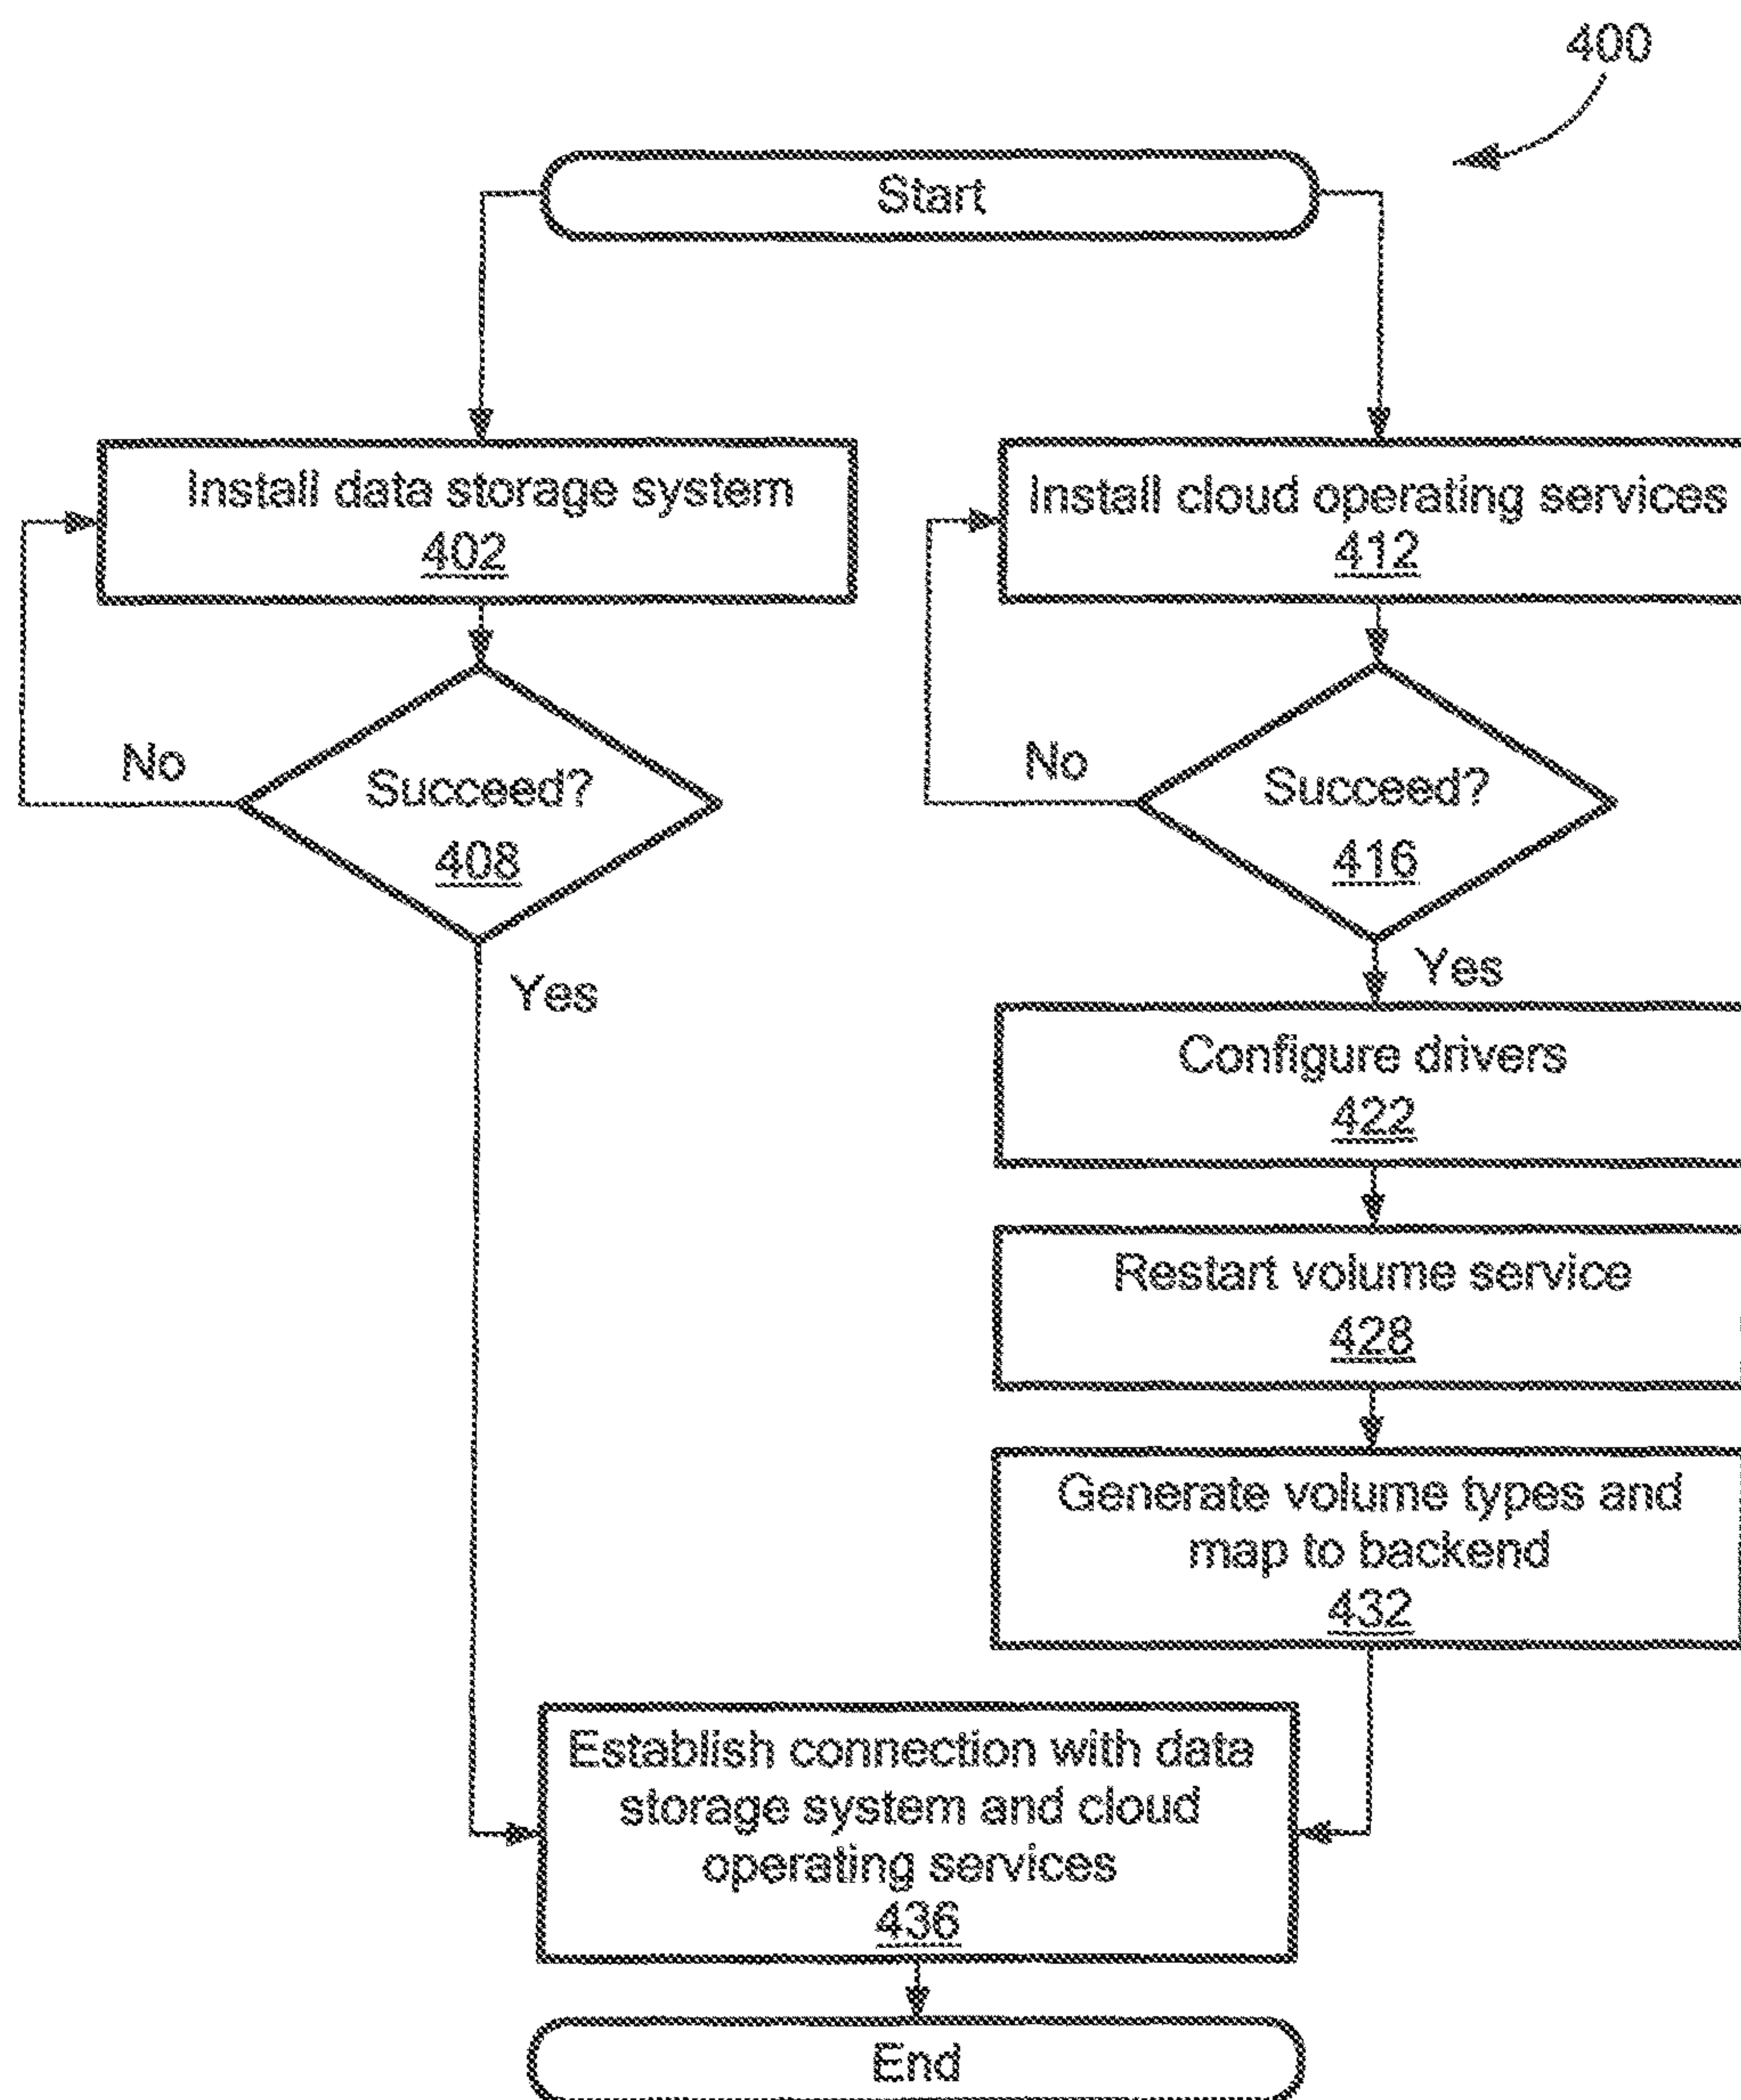 400
Start
Install data storage system
402
Install cloud operating services
412
No
Succeed?
408
Yes
No
Succeed?
416
Yes
Configure drivers
422
Restart volume service
428
Generate volume types and
map to backend
432
Establish connection with data
storage system and cloud
operating services
436
End